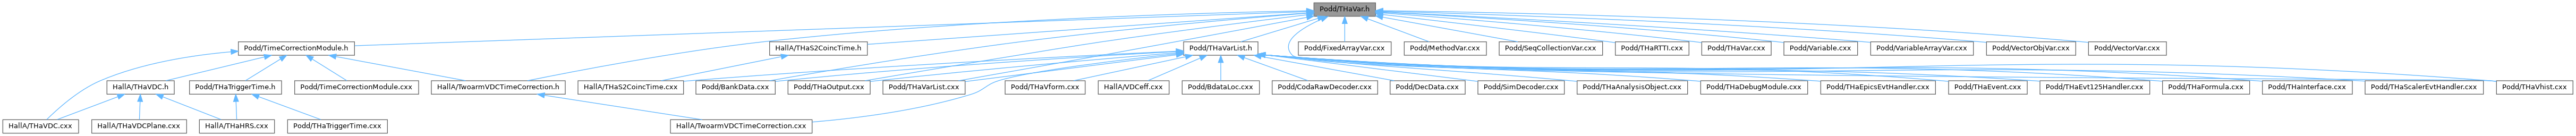 Podd/THaVar.h
Podd/TimeCorrectionModule.h
HallA/THaS2CoincTime.h
Podd/THaVarList.h
Podd/FixedArrayVar.cxx
Podd/MethodVar.cxx
Podd/SeqCollectionVar.cxx
Podd/THaRTTI.cxx
Podd/THaVar.cxx
Podd/Variable.cxx
Podd/VariableArrayVar.cxx
Podd/VectorObjVar.cxx
Podd/VectorVar.cxx
HallA/THaVDC.h
Podd/THaTriggerTime.h
Podd/TimeCorrectionModule.cxx
HallA/TwoarmVDCTimeCorrection.h
HallA/THaS2CoincTime.cxx
Podd/BankData.cxx
Podd/THaOutput.cxx
Podd/THaVarList.cxx
Podd/THaVform.cxx
HallA/VDCeff.cxx
Podd/BdataLoc.cxx
Podd/CodaRawDecoder.cxx
Podd/DecData.cxx
Podd/SimDecoder.cxx
Podd/THaAnalysisObject.cxx
Podd/THaDebugModule.cxx
Podd/THaEpicsEvtHandler.cxx
Podd/THaEvent.cxx
Podd/THaEvt125Handler.cxx
Podd/THaFormula.cxx
Podd/THaInterface.cxx
Podd/THaScalerEvtHandler.cxx
Podd/THaVhist.cxx
HallA/THaVDC.cxx
HallA/THaVDCPlane.cxx
HallA/THaHRS.cxx
Podd/THaTriggerTime.cxx
HallA/TwoarmVDCTimeCorrection.cxx